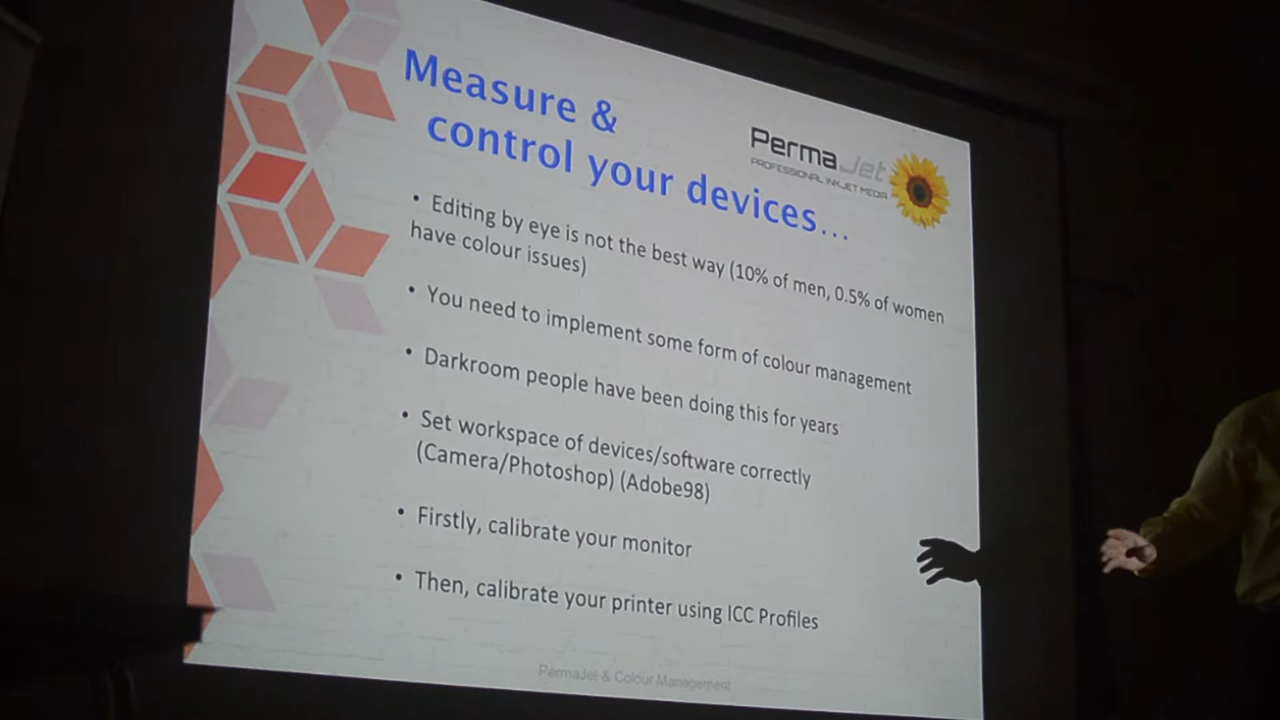 Measure &
control your devices...
PermaJet
PROFESSIONAL INKJET MEDIA
• Editing by eye is not the best way (10% of men, 0.5% of women
have colour issues)
• You need to implement some form of colour management
• Darkroom people have been doing this for years
• Set workspace of devices/software correctly
(Camera/Photoshop) (Adobe98)
• Firstly, calibrate your monitor
• Then, calibrate your printer using ICC Profiles
PermaJet & Colour Management